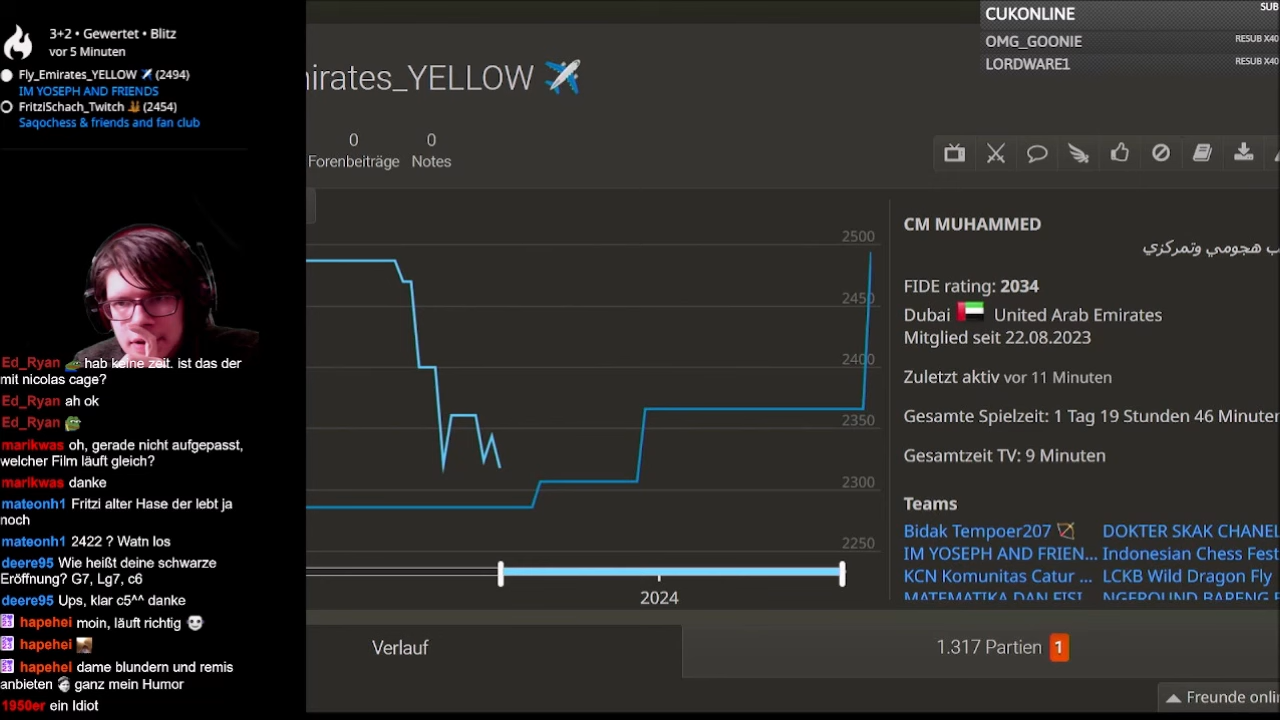 3+2 • Gewertet • Blitz
vor 5 Minuten
Fly_Emirates_YELLOW (2494)
IM YOSEPH AND FRIENDS
FritziSchach_Twitch (2454)
Saqochess & friends and fan club
CUKONLINE SUB
OMG_GOONIE RESUB X40
LORDWARE1 RESUB X40
irates_YELLOW
0 0
Forenbeiträge Notes
2500
2450
2400
2350
2300
2250
2024
CM MUHAMMED
ب هجومي وتمركزي
FIDE rating: 2034
Dubai United Arab Emirates
Mitglied seit 22.08.2023
Zuletzt aktiv vor 11 Minuten
Gesamte Spielzeit: 1 Tag 19 Stunden 46 Minuten
Gesamtzeit TV: 9 Minuten
Teams
Bidak Tempoer207 DOKTER SKAK CHANEL
IM YOSEPH AND FRIEN... Indonesian Chess Fest
KCN Komunitas Catur ... LCKB Wild Dragon Fly
MATEMATIKA DAN FISI NGEROUND BARENG
Verlauf
1.317 Partien 1
Freunde onli
Ed_Ryan hab keine zeit. ist das der
mit nicolas cage?
Ed_Ryan ah ok
Ed_Ryan
marikwas oh, gerade nicht aufgepasst,
welcher Film läuft gleich?
marikwas danke
mateonh1 Fritzi alter Hase der lebt ja
noch
mateonh1 2422 ? Watn los
deere95 Wie heißt deine schwarze
Eröffnung? G7, Lg7, c6
deere95 Ups, klar c5^^ danke
hapehei moin, läuft richtig
hapehei
hapehei dame blundern und remis
anbieten ganz mein Humor
1950er ein Idiot